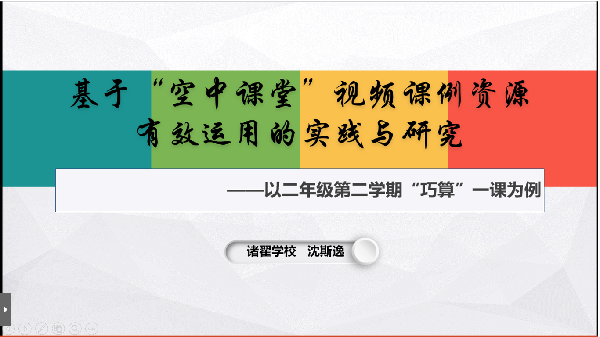 基于“空中课堂”视频课例资源
有效运用的实践与研究
——以二年级第二学期“巧算”一课为例
诸翟学校 沈斯逸